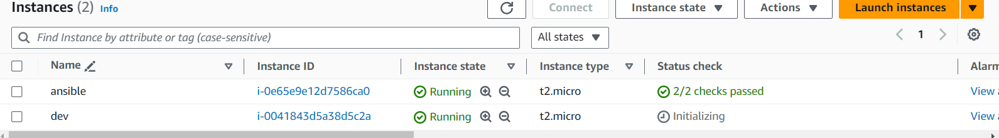 Instances (2) Info Connect Instance state Actions Launch instances
Find Instance by attribute or tag (case-sensitive) All states 1
Name Instance ID Instance state Instance type Status check Alarm
ansible i-0e65e9e12d7586ca0 Running t2.micro 2/2 checks passed View a
dev i-0041843d5a38d5c2a Running t2.micro Initializing View a